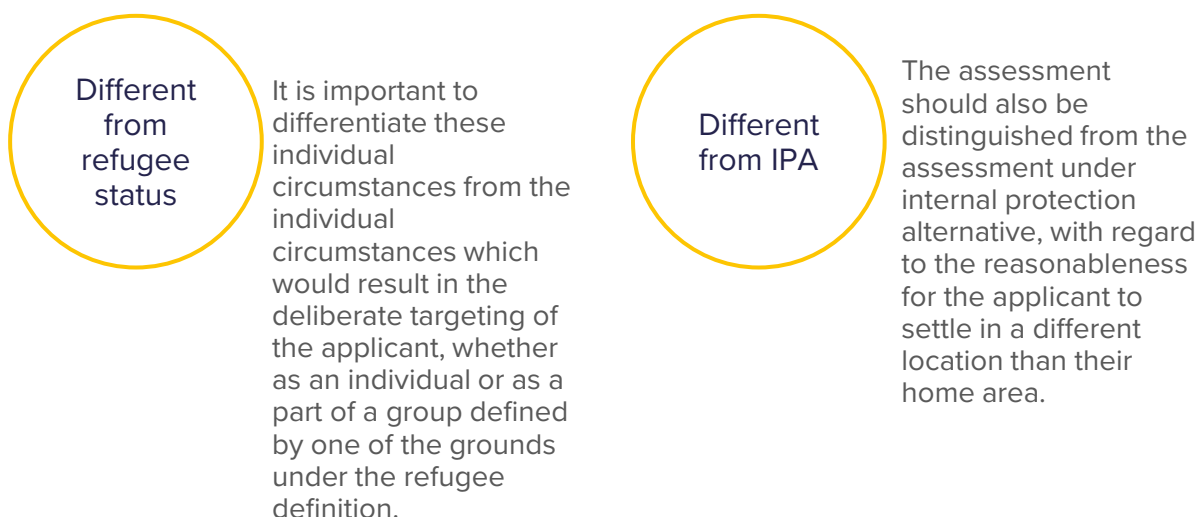 Different
from
refugee
status
It is important to
differentiate these
individual
circumstances from the
individual
circumstances which
would result in the
deliberate targeting of
the applicant, whether
as an individual or as a
part of a group defined
by one of the grounds
under the refugee
definition.
Different
from IPA
The assessment
should also be
distinguished from the
assessment under
internal protection
alternative, with regard
to the reasonableness
for the applicant to
settle in a different
location than their
home area.